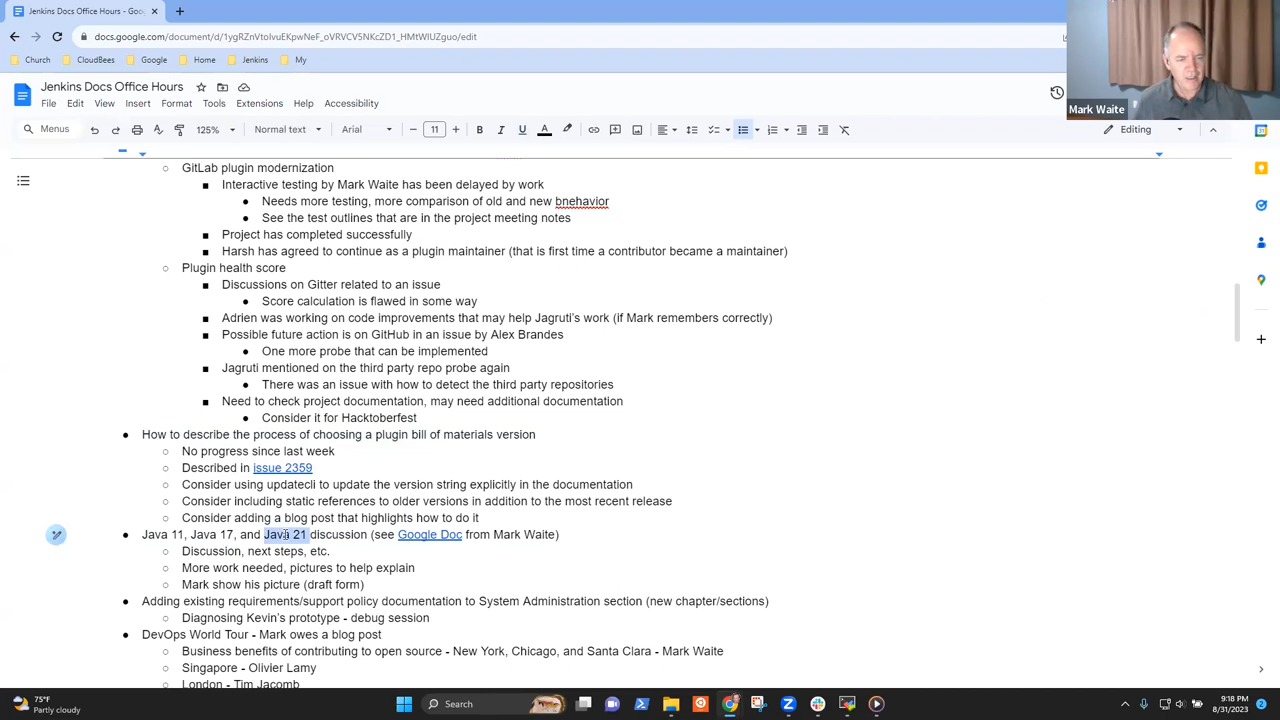 Jenkins Docs Office Hours - Goo
docs.google.com/document/d/1ygRZnVtoIvuEKpwNeF_oVRVCV5NKcZD1_HMtWIUZguo/edit
Church
CloudBees
Google
Home
Jenkins
My
Jenkins Docs Office Hours
File Edit View Insert Format Tools Extensions Help Accessibility
Menus
125%
Normal text
Arial
11
Editing
Mark Waite
GitLab plugin modernization
Interactive testing by Mark Waite has been delayed by work
Needs more testing, more comparison of old and new bnehavior
See the test outlines that are in the project meeting notes
Project has completed successfully
Harsh has agreed to continue as a plugin maintainer (that is first time a contributor became a maintainer)
Plugin health score
Discussions on Gitter related to an issue
Score calculation is flawed in some way
Adrien was working on code improvements that may help Jagruti's work (if Mark remembers correctly)
Possible future action is on GitHub in an issue by Alex Brandes
One more probe that can be implemented
Jagruti mentioned on the third party repo probe again
There was an issue with how to detect the third party repositories
Need to check project documentation, may need additional documentation
Consider it for Hacktoberfest
How to describe the process of choosing a plugin bill of materials version
No progress since last week
Described in issue 2359
Consider using updatecli to update the version string explicitly in the documentation
Consider including static references to older versions in addition to the most recent release
Consider adding a blog post that highlights how to do it
Java 11, Java 17, and Java 21 discussion (see Google Doc from Mark Waite)
Discussion, next steps, etc.
More work needed, pictures to help explain
Mark show his picture (draft form)
Adding existing requirements/support policy documentation to System Administration section (new chapter/sections)
Diagnosing Kevin's prototype - debug session
DevOps World Tour - Mark owes a blog post
Business benefits of contributing to open source - New York, Chicago, and Santa Clara - Mark Waite
Singapore - Olivier Lamy
London - Tim Jacomb
75°F
Partly cloudy
Search
9:18 PM
8/31/2023